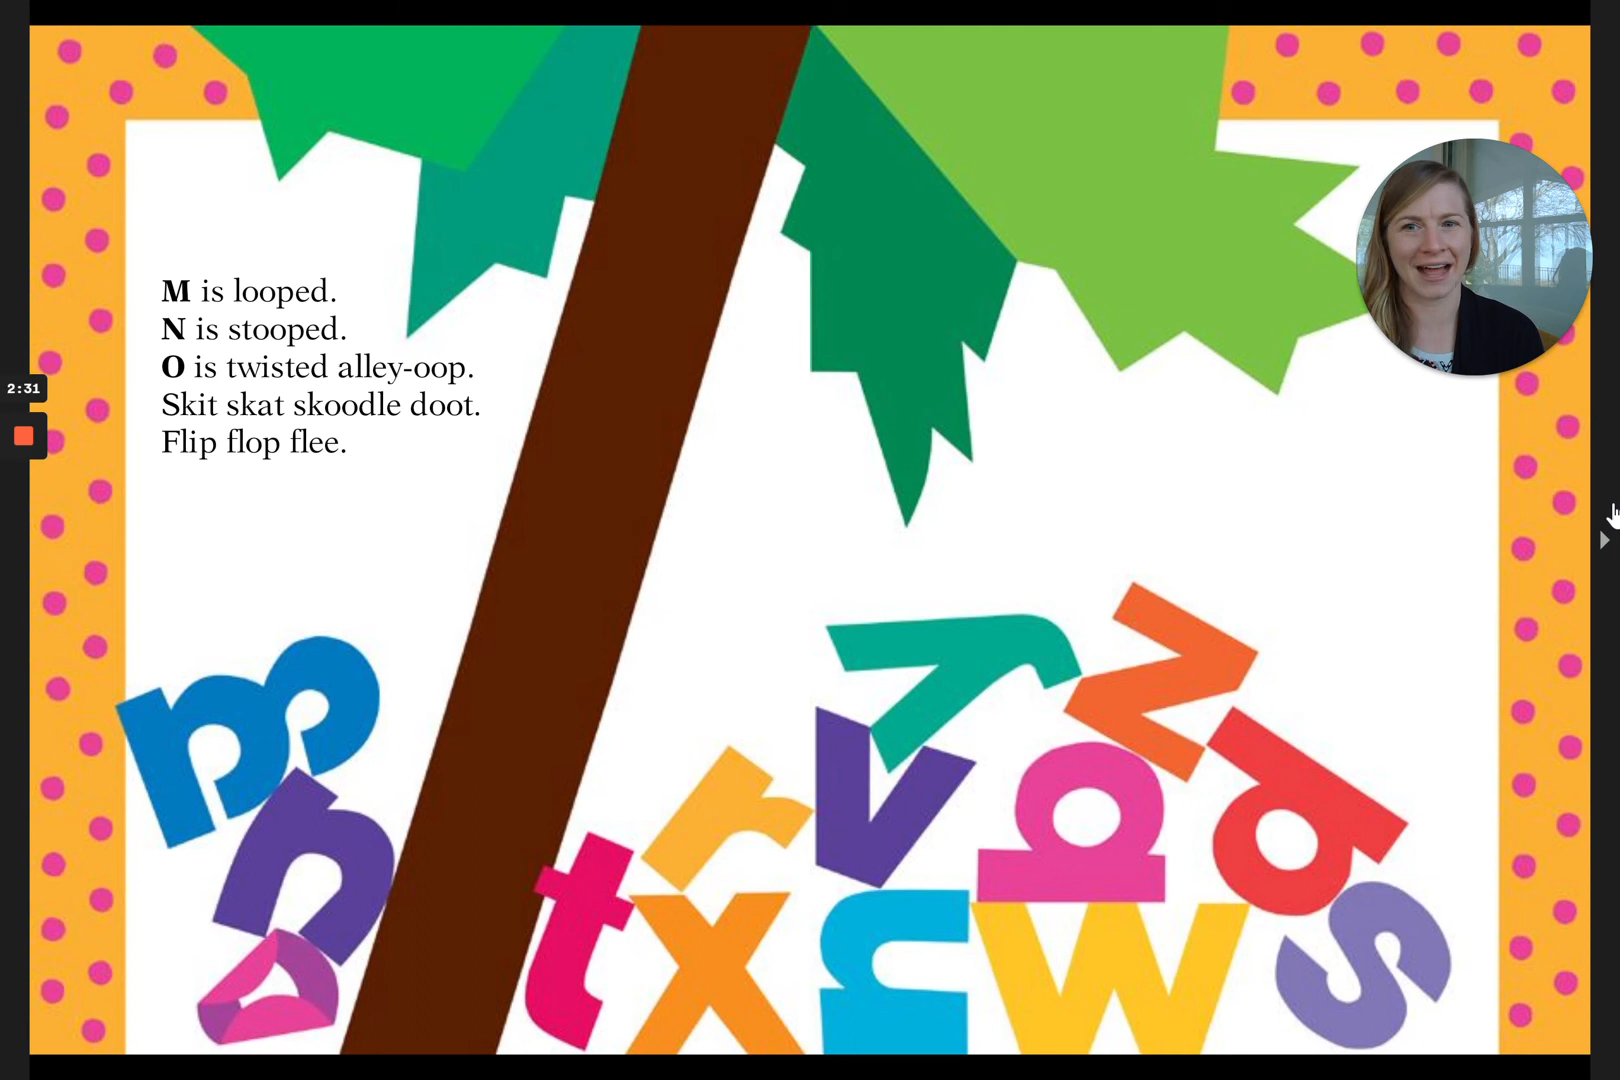 M is looped.
N is stooped.
O is twisted alley-oop.
Skit skat skoodle doot.
Flip flop flee.
2:31
m
n
o
t
r
x
v
y
u
q
w
z
p
s